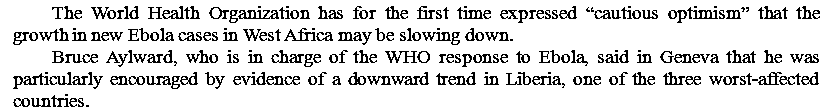 The World Health Organization has for the first time expressed “cautious optimism” that the
growth in new Ebola cases in West Africa may be slowing down.
Bruce Aylward, who is in charge of the WHO response to Ebola, said in Geneva that he was
particularly encouraged by evidence of a downward trend in Liberia, one of the three worst-affected
countries.